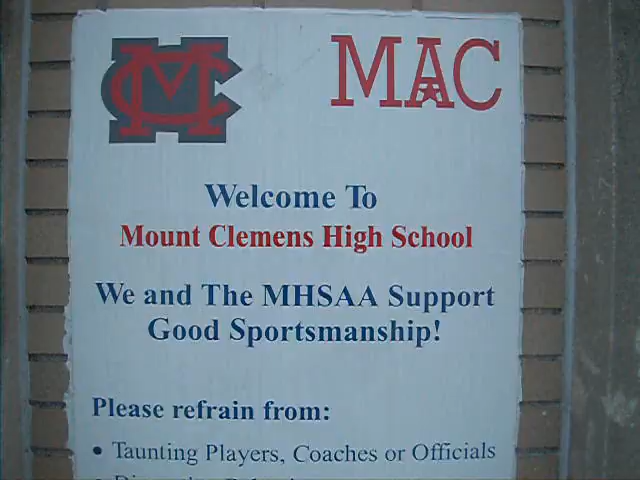 MC
MAC
Welcome To
Mount Clemens High School
We and The MHSAA Support
Good Sportsmanship!
Please refrain from:
• Taunting Players, Coaches or Officials